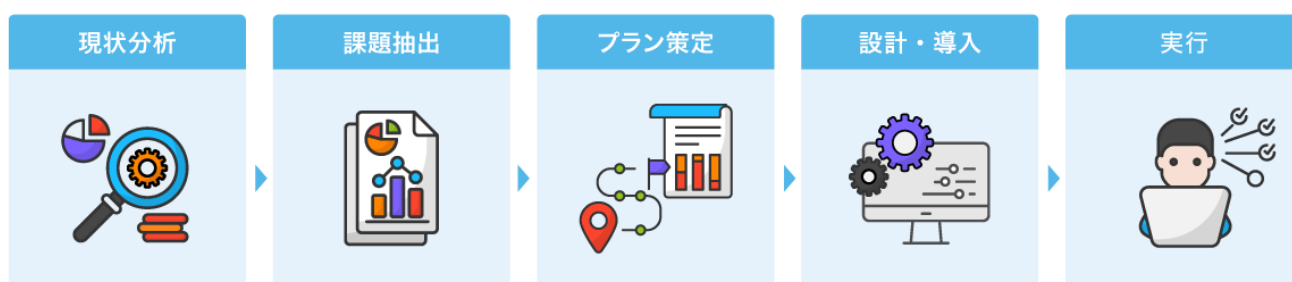 現状分析
課題抽出
プラン策定
設計・導入
実行